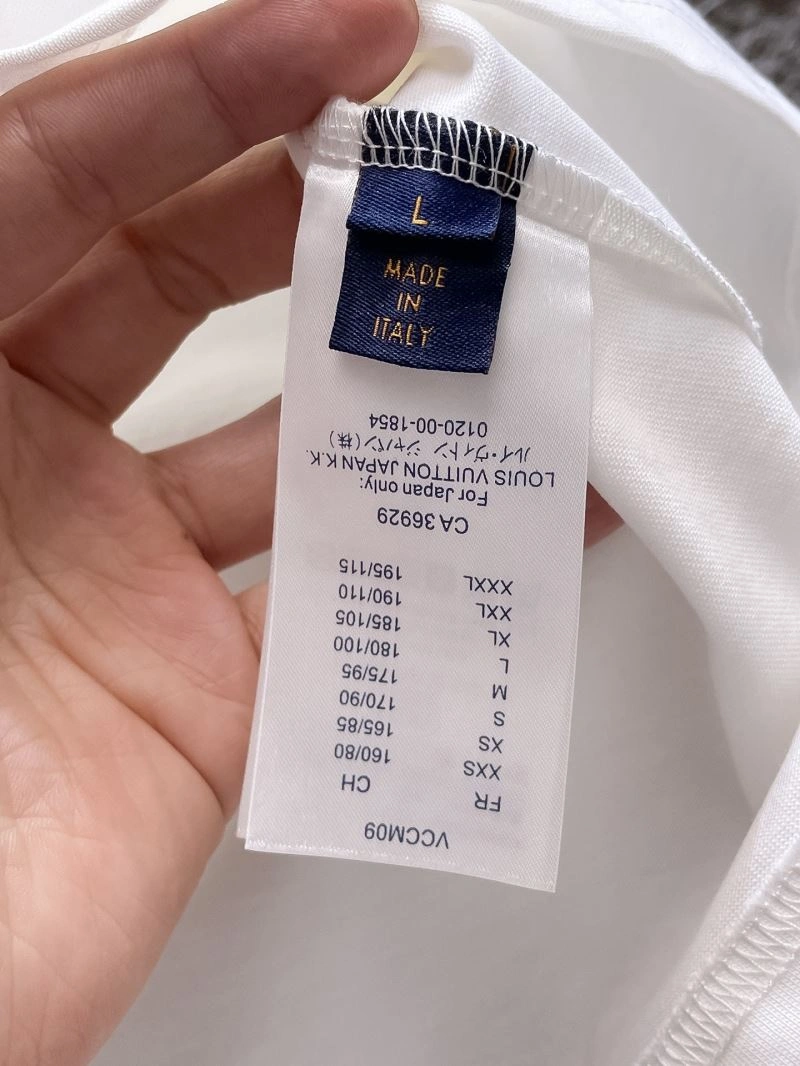 L
MADE
IN
ITALY
VCCM09
FR CH
XXS 160/80
XS 165/85
S 170/90
M 175/95
L 180/100
XL 185/105
XXL 190/110
XXXL 195/115
CA 36929
For Japan only:
LOUIS VUITTON JAPAN K.K.
ルイ・ヴィトン ジャパン(株)
0120-00-1854